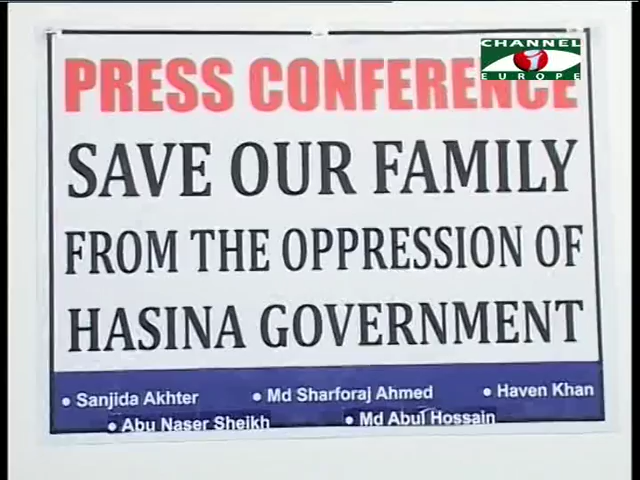 CHANNEL
i
EUROPE
PRESS CONFERENCE
SAVE OUR FAMILY
FROM THE OPPRESSION OF
HASINA GOVERNMENT
• Sanjida Akhter • Md Sharforaj Ahmed • Haven Khan
• Abu Naser Sheikh • Md Abul Hossain